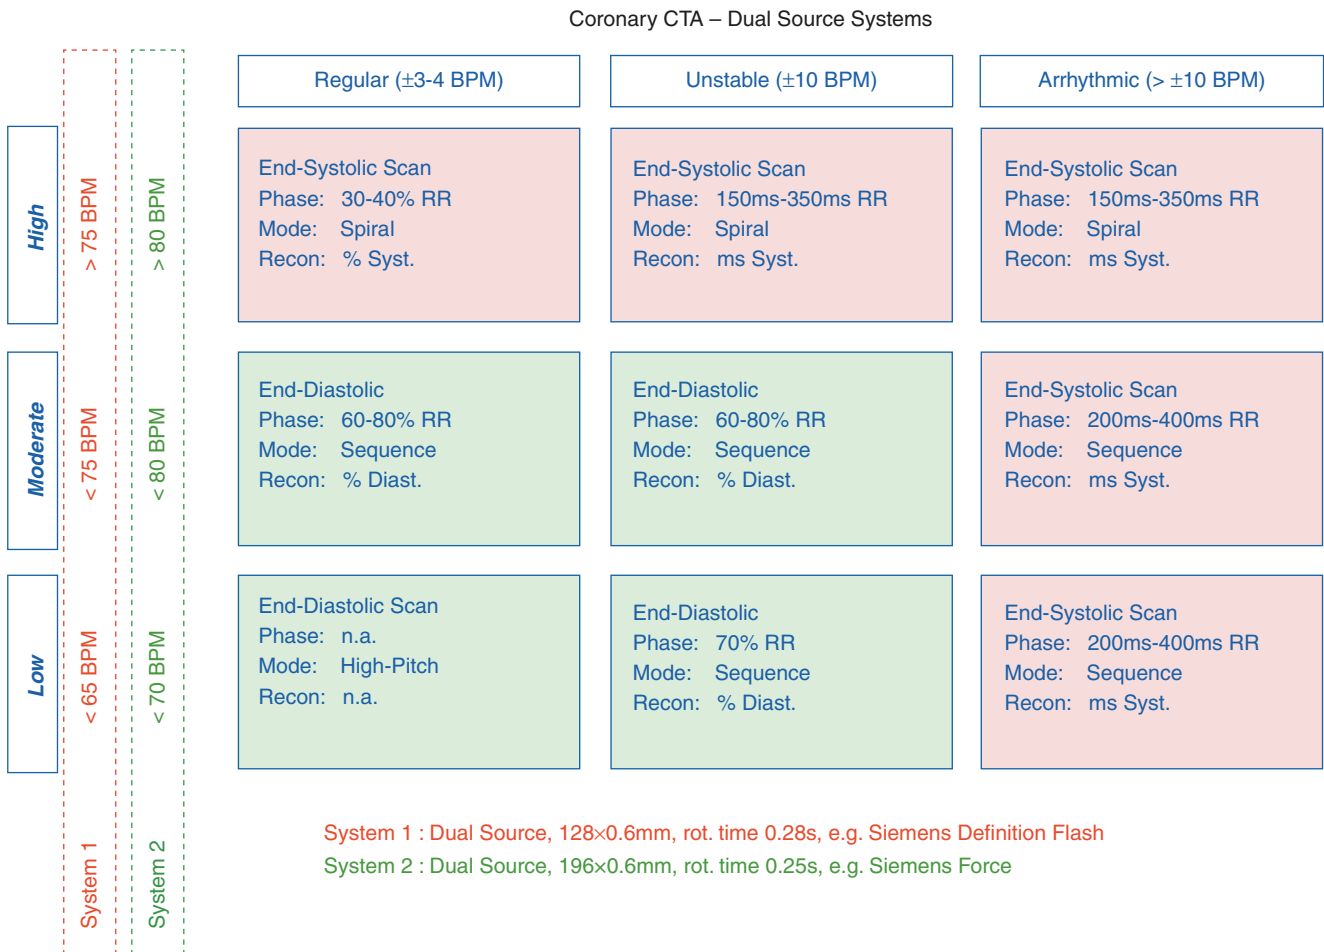 Coronary CTA – Dual Source Systems
Regular (±3-4 BPM)
Unstable (±10 BPM)
Arrhythmic (> ±10 BPM)
High
> 75 BPM
> 80 BPM
End-Systolic Scan
Phase: 30-40% RR
Mode: Spiral
Recon: % Syst.
End-Systolic Scan
Phase: 150ms-350ms RR
Mode: Spiral
Recon: ms Syst.
End-Systolic Scan
Phase: 150ms-350ms RR
Mode: Spiral
Recon: ms Syst.
Moderate
< 75 BPM
< 80 BPM
End-Diastolic
Phase: 60-80% RR
Mode: Sequence
Recon: % Diast.
End-Diastolic
Phase: 60-80% RR
Mode: Sequence
Recon: % Diast.
End-Systolic Scan
Phase: 200ms-400ms RR
Mode: Sequence
Recon: ms Syst.
Low
< 65 BPM
< 70 BPM
End-Diastolic Scan
Phase: n.a.
Mode: High-Pitch
Recon: n.a.
End-Diastolic
Phase: 70% RR
Mode: Sequence
Recon: % Diast.
End-Systolic Scan
Phase: 200ms-400ms RR
Mode: Sequence
Recon: ms Syst.
System 1
System 2
System 1 : Dual Source, 128×0.6mm, rot. time 0.28s, e.g. Siemens Definition Flash
System 2 : Dual Source, 196×0.6mm, rot. time 0.25s, e.g. Siemens Force